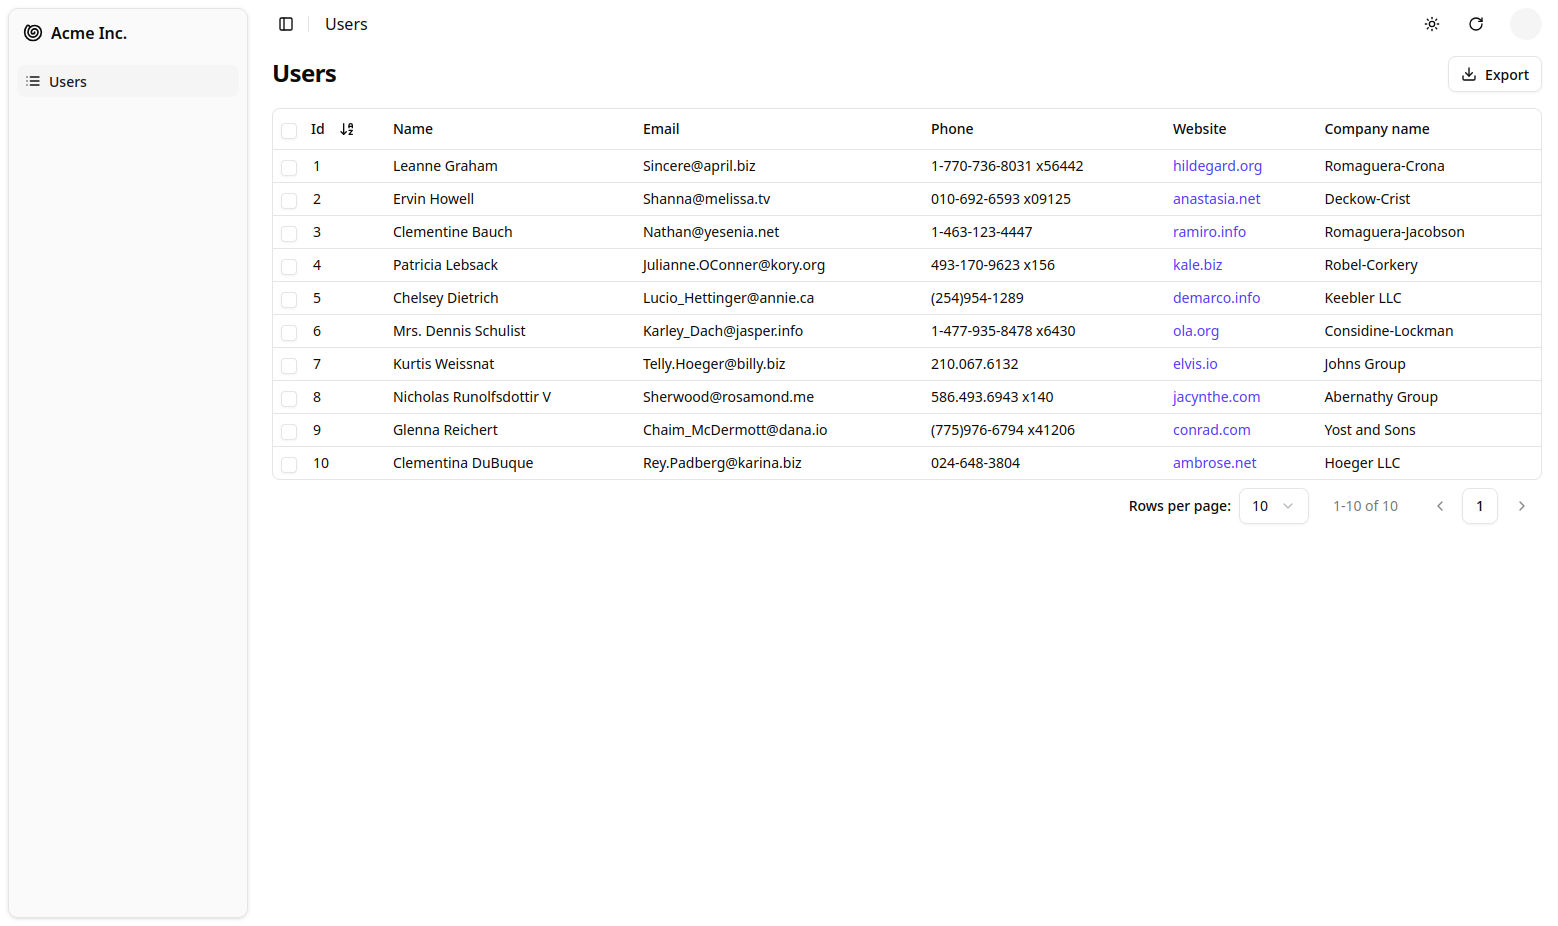 Acme Inc.
Users
Users
Users
Export
Id Name Email Phone Website Company name
1 Leanne Graham Sincere@april.biz 1-770-736-8031 x56442 hildegard.org Romaguera-Crona
2 Ervin Howell Shanna@melissa.tv 010-692-6593 x09125 anastasia.net Deckow-Crist
3 Clementine Bauch Nathan@yesenia.net 1-463-123-4447 ramiro.info Romaguera-Jacobson
4 Patricia Lebsack Julianne.OConner@kory.org 493-170-9623 x156 kale.biz Robel-Corkery
5 Chelsey Dietrich Lucio_Hettinger@annie.ca (254)954-1289 demarco.info Keebler LLC
6 Mrs. Dennis Schulist Karley_Dach@jasper.info 1-477-935-8478 x6430 ola.org Considine-Lockman
7 Kurtis Weissnat Telly.Hoeger@billy.biz 210.067.6132 elvis.io Johns Group
8 Nicholas Runolfsdottir V Sherwood@rosamond.me 586.493.6943 x140 jacynthe.com Abernathy Group
9 Glenna Reichert Chaim_McDermott@dana.io (775)976-6794 x41206 conrad.com Yost and Sons
10 Clementina DuBuque Rey.Padberg@karina.biz 024-648-3804 ambrose.net Hoeger LLC
Rows per page: 10 1-10 of 10 1